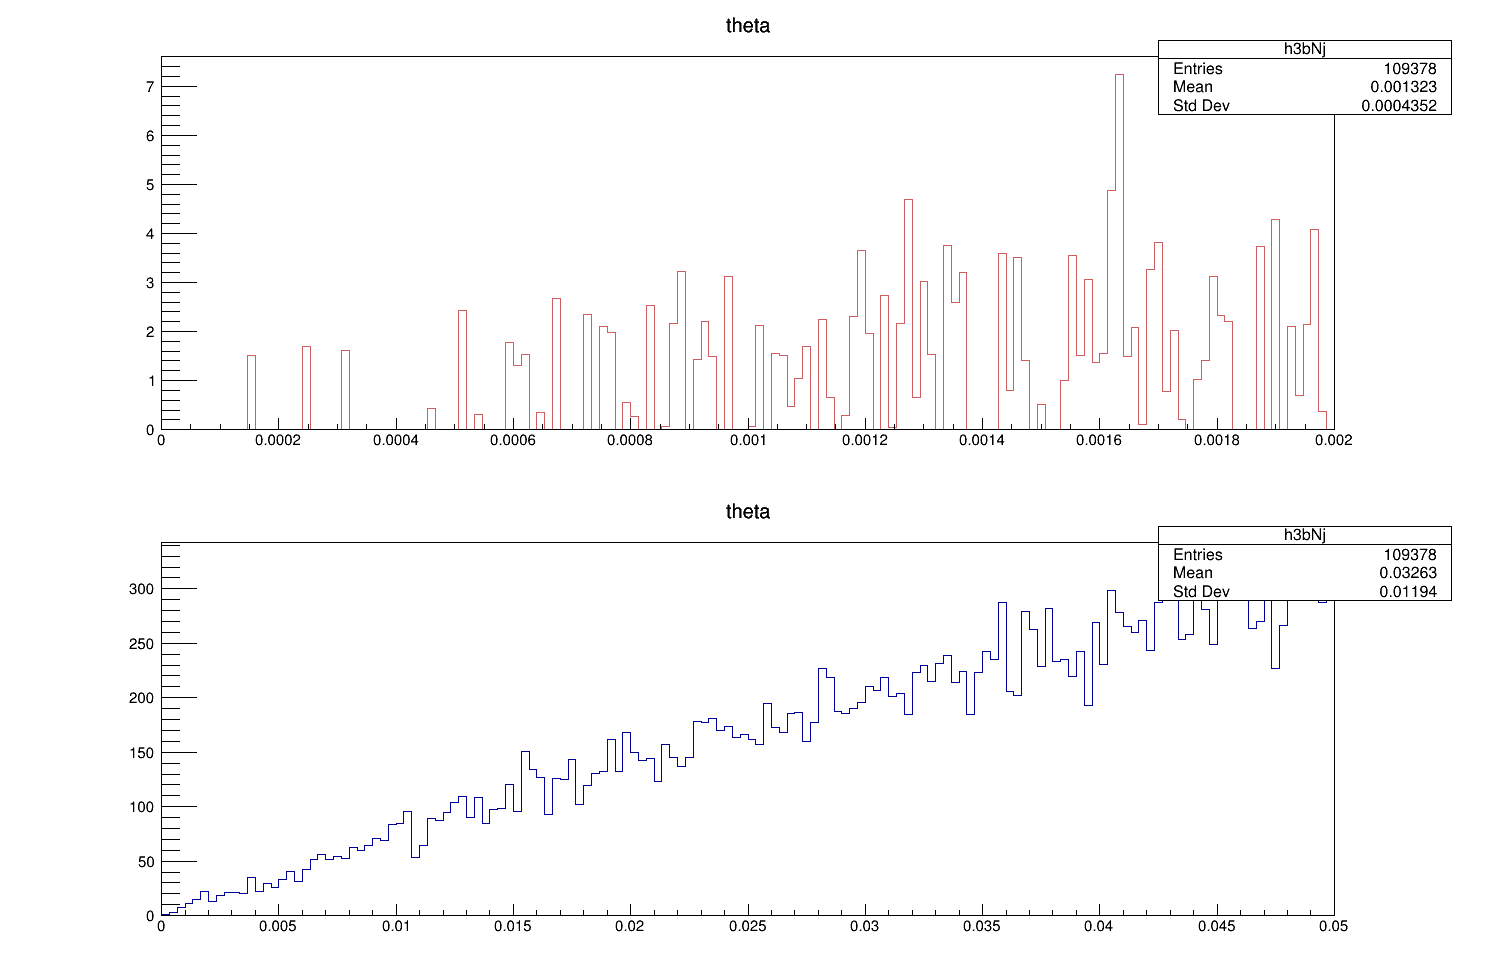 theta
h3bNj
Entries 109378
Mean 0.001323
Std Dev 0.0004352
7
6
5
4
3
2
1
0
0 0.0002 0.0004 0.0006 0.0008 0.001 0.0012 0.0014 0.0016 0.0018 0.002
theta
h3bNj
Entries 109378
Mean 0.03263
Std Dev 0.01194
300
250
200
150
100
50
0
0 0.005 0.01 0.015 0.02 0.025 0.03 0.035 0.04 0.045 0.05